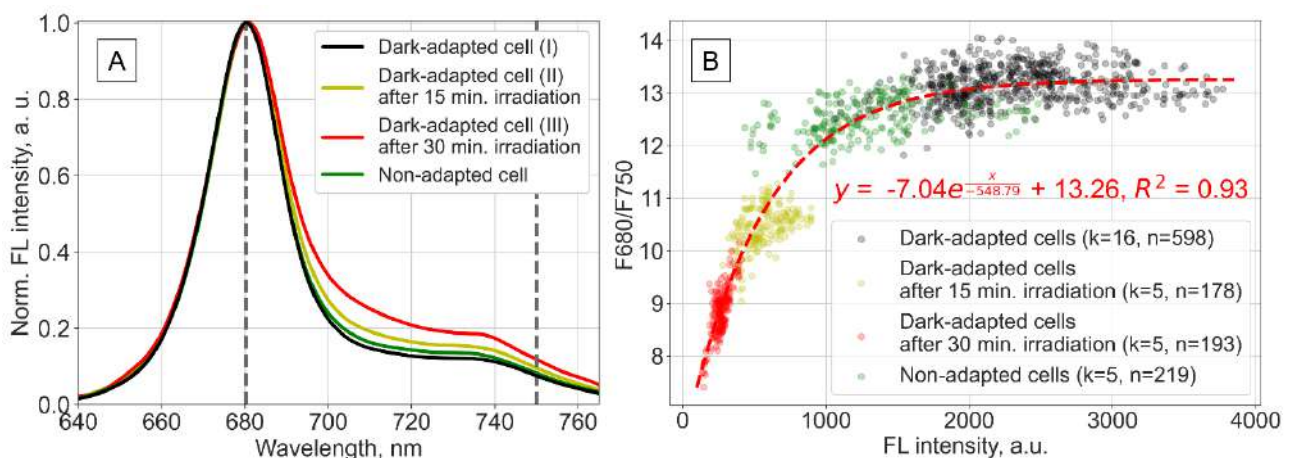 A
Norm. FL intensity, a. u.
1.0
0.8
0.6
0.4
0.2
0.0
640
660
680
700
720
740
760
Wavelength, nm
Dark-adapted cell (I)
Dark-adapted cell (II)
after 15 min. irradiation
Dark-adapted cell (III)
after 30 min. irradiation
Non-adapted cell
B
F680/F750
14
13
12
11
10
9
8
0
1000
2000
3000
4000
FL intensity, a.u.
y = -7.04e^{x/-548.79} + 13.26, R² = 0.93
Dark-adapted cells (k=16, n=598)
Dark-adapted cells
after 15 min. irradiation (k=5, n=178)
Dark-adapted cells
after 30 min. irradiation (k=5, n=193)
Non-adapted cells (k=5, n=219)